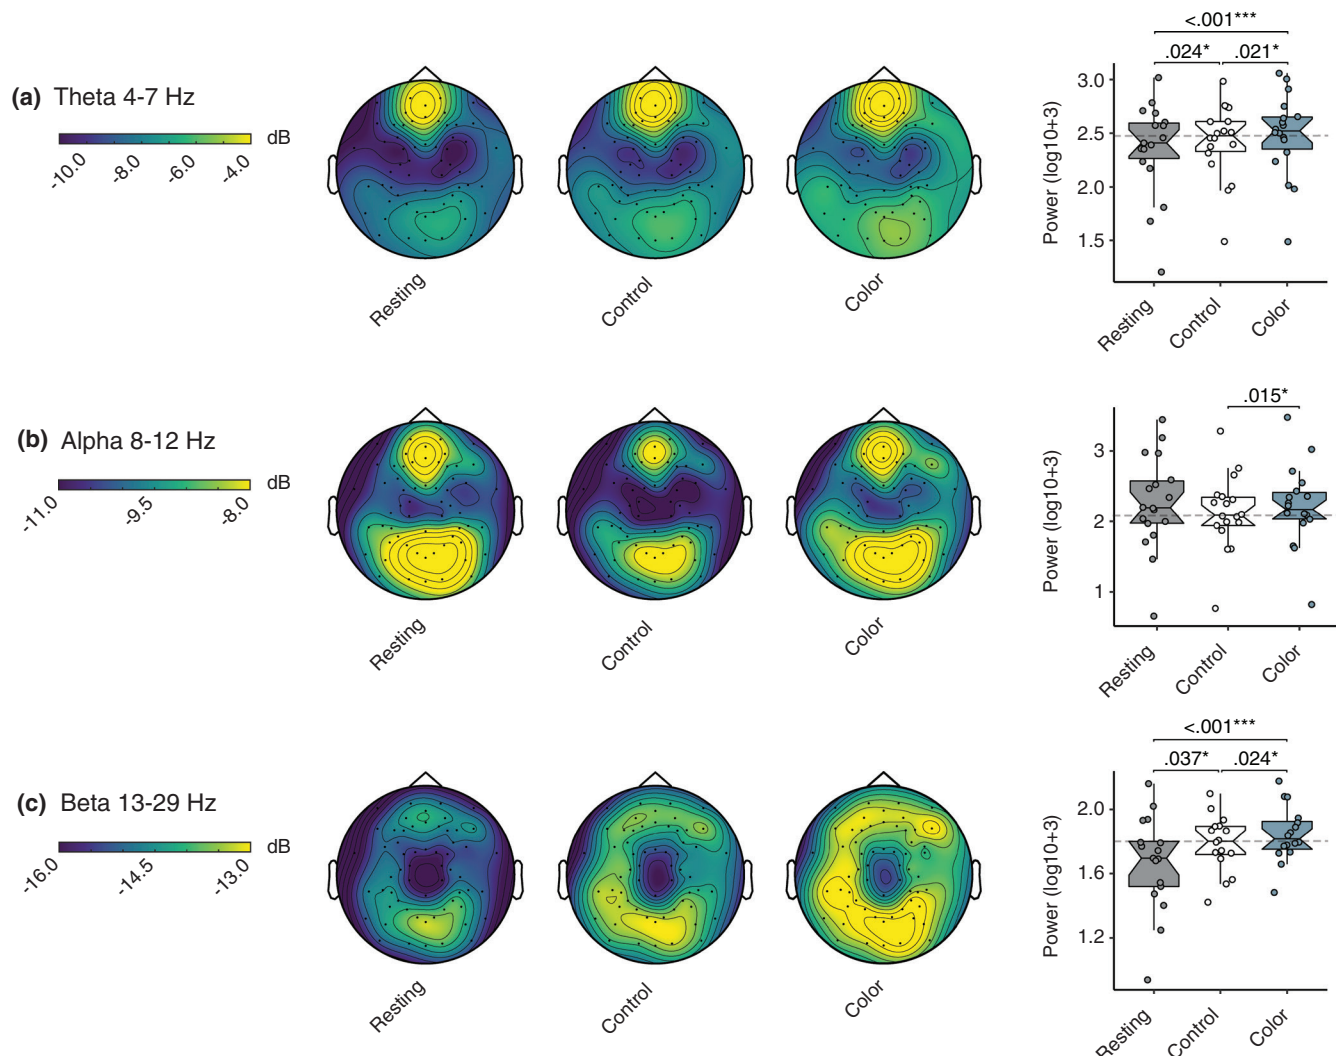 (a) Theta 4-7 Hz
dB
-10.0 -8.0 -6.0 -4.0
Resting
Control
Color
<.001***
.024* .021*
Power (log10+3)
3.0
2.5
2.0
1.5
Resting
Control
Color
(b) Alpha 8-12 Hz
dB
-11.0 -9.5 -8.0
Resting
Control
Color
.015*
Power (log10+3)
3
2
1
Resting
Control
Color
(c) Beta 13-29 Hz
dB
-16.0 -14.5 -13.0
Resting
Control
Color
<.001***
.037* .024*
Power (log10+3)
2.0
1.6
1.2
Resting
Control
Color